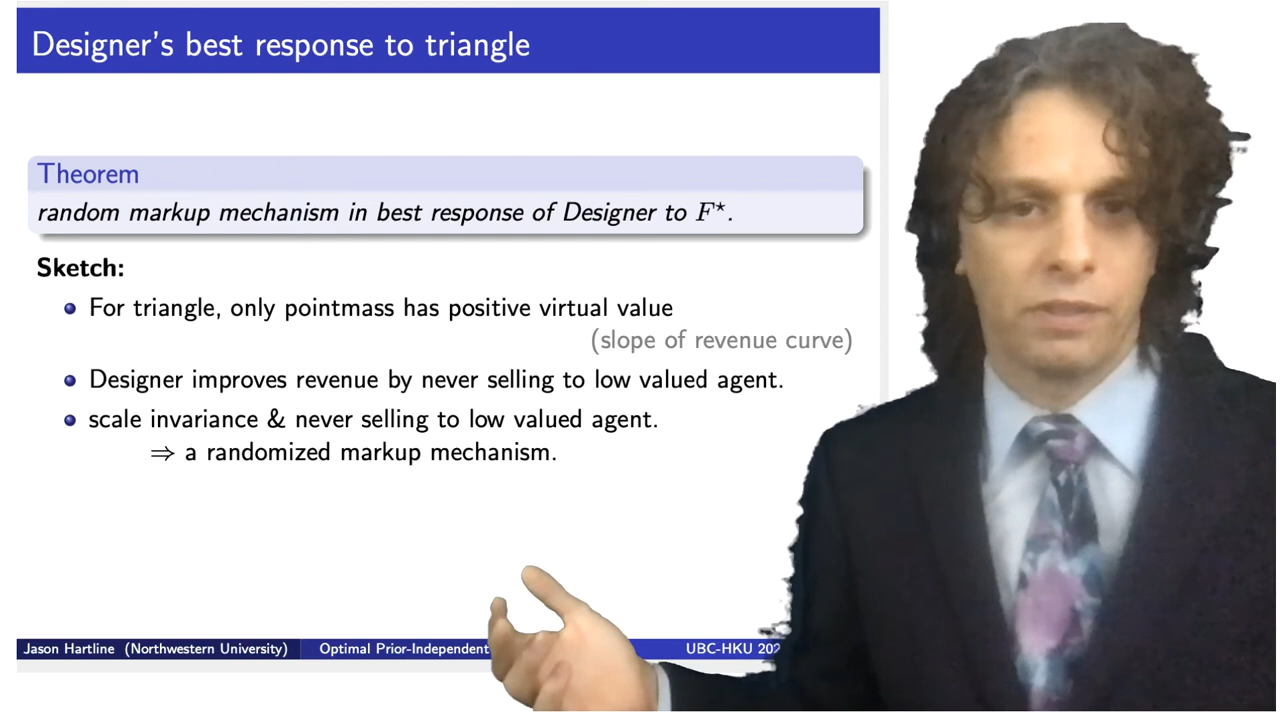 Designer's best response to triangle
Theorem
random markup mechanism in best response of Designer to F⋆.
Sketch:
For triangle, only pointmass has positive virtual value
(slope of revenue curve)
Designer improves revenue by never selling to low valued agent.
scale invariance & never selling to low valued agent.
⇒ a randomized markup mechanism.
Jason Hartline (Northwestern University) Optimal Prior-Independent UBC-HKU